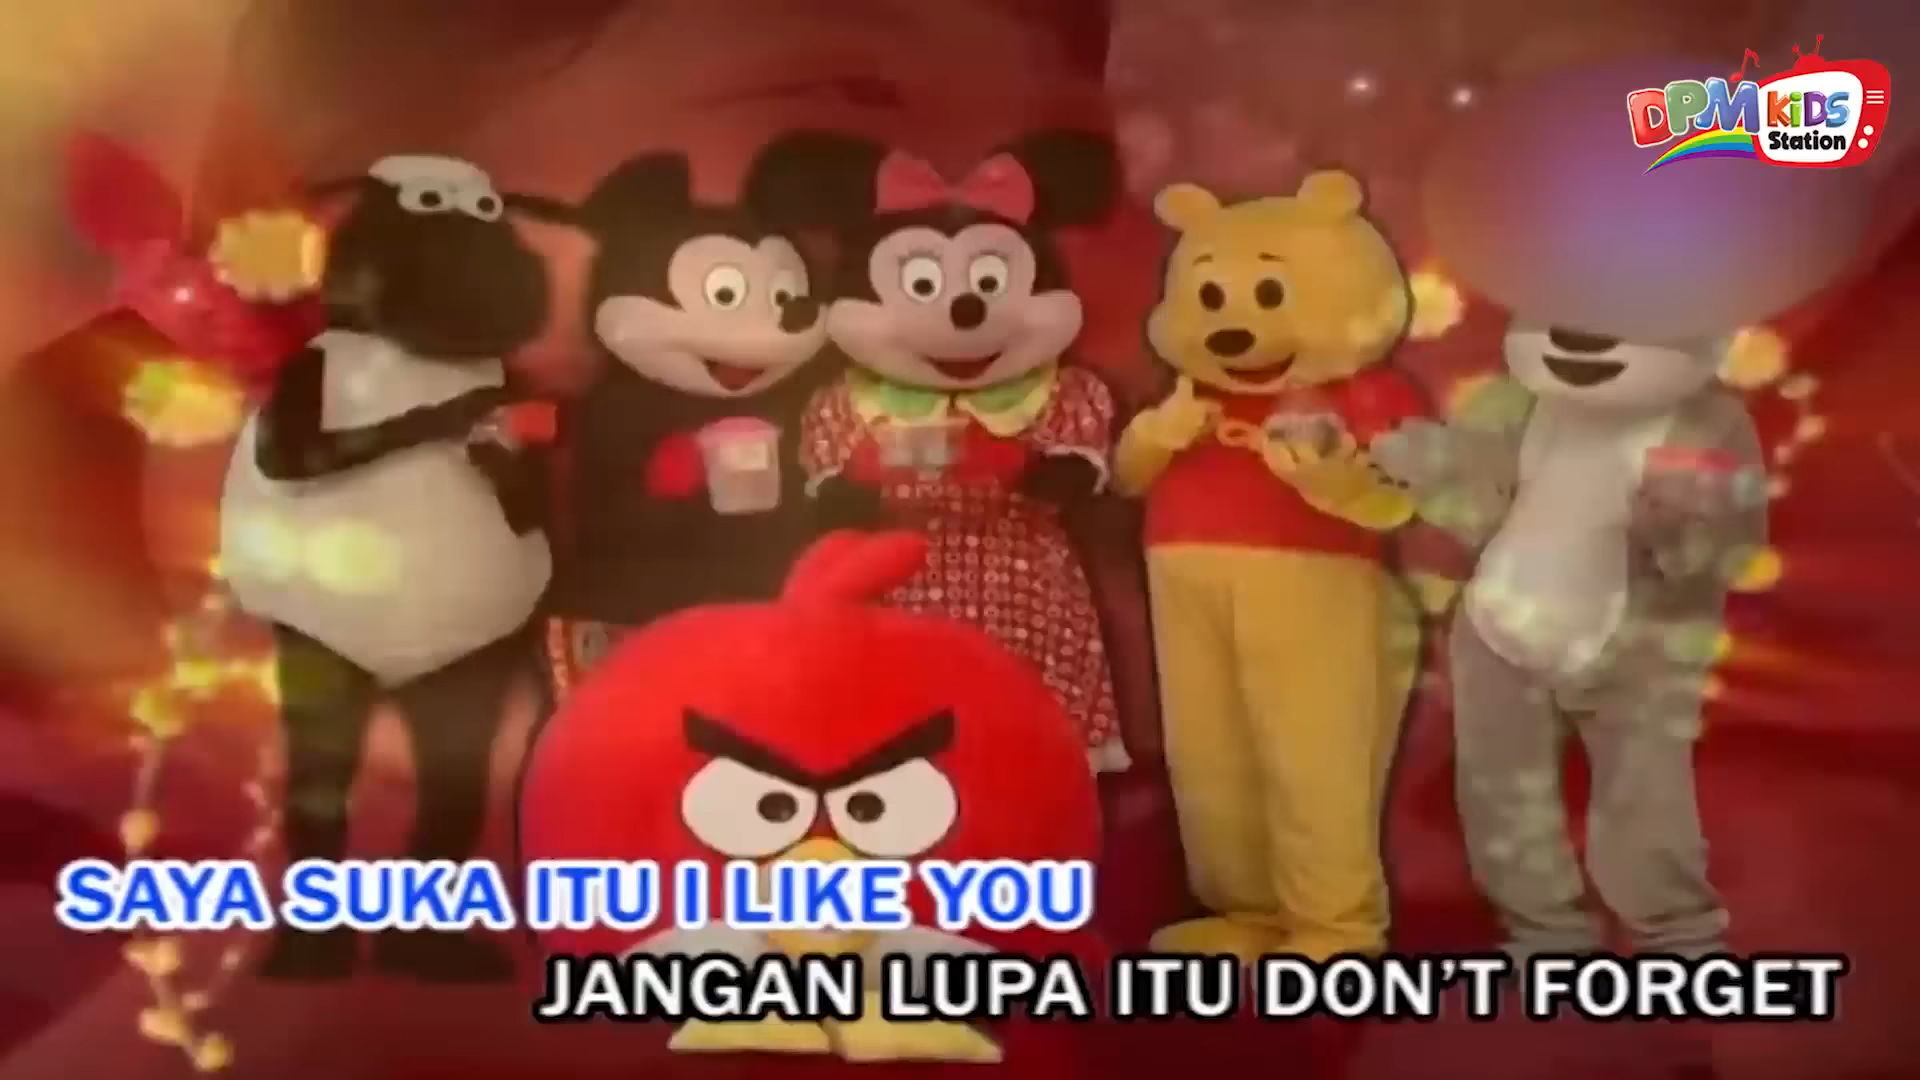 DPM KiDS
Station
SAYA SUKA ITU I LIKE YOU
JANGAN LUPA ITU DON'T FORGET